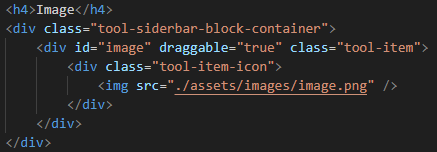 <h4>Image</h4>
<div class="tool-siderbar-block-container">
<div id="image" draggable="true" class="tool-item">
<div class="tool-item-icon">
<img src="./assets/images/image.png" />
</div>
</div>
</div>